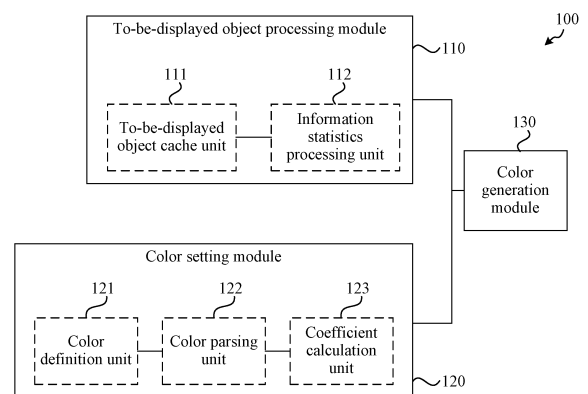 100
To-be-displayed object processing module
110
111
112
To-be-displayed
object cache unit
Information
statistics
processing unit
130
Color
generation
module
Color setting module
121
122
123
Color
definition unit
Color parsing
unit
Coefficient
calculation
unit
120